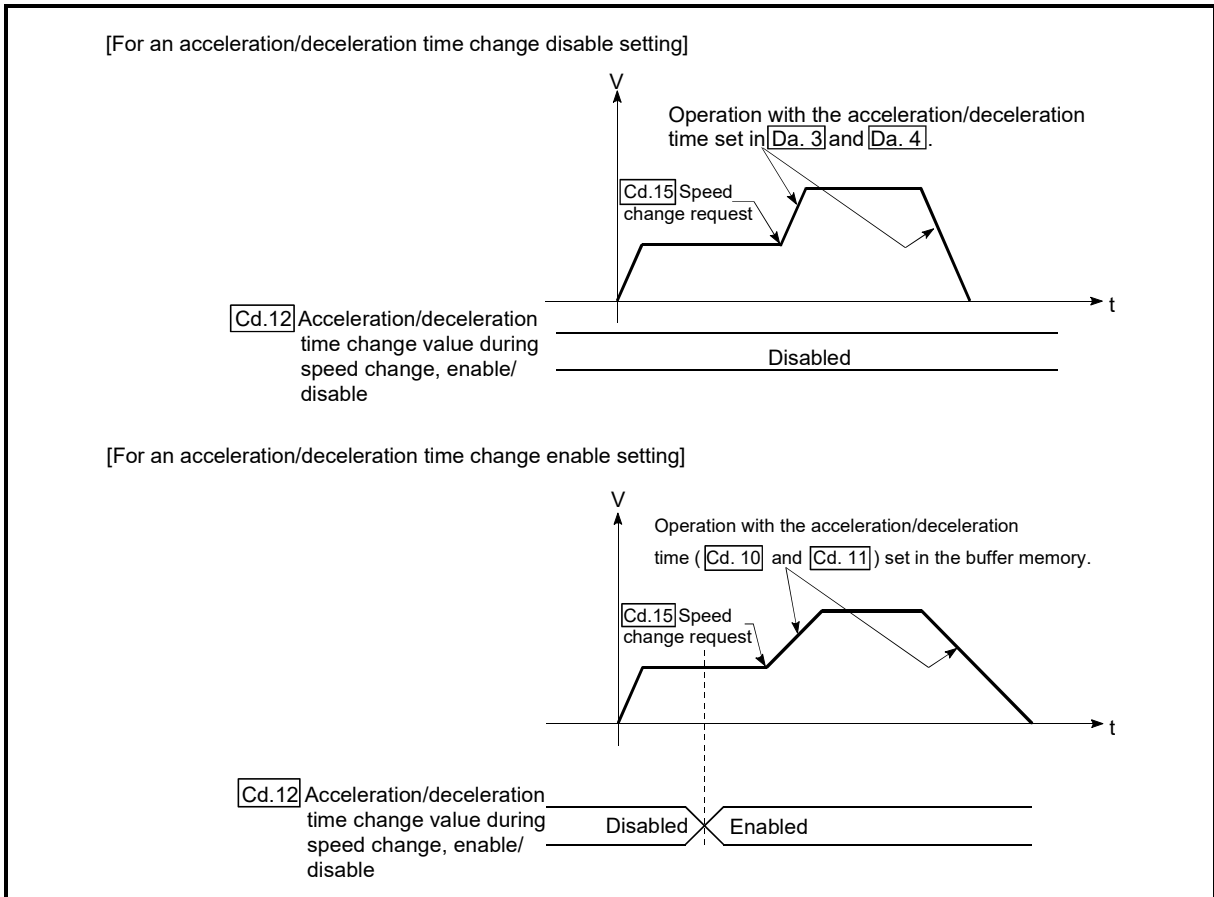 [For an acceleration/deceleration time change disable setting]
V
Operation with the acceleration/deceleration
time set in Da. 3 and Da. 4 .
Cd.15 Speed
change request
t
Cd.12 Acceleration/deceleration
time change value during
speed change, enable/
disable
Disabled
[For an acceleration/deceleration time change enable setting]
V
Operation with the acceleration/deceleration
time ( Cd. 10 and Cd. 11 ) set in the buffer memory.
Cd.15 Speed
change request
t
Cd.12 Acceleration/deceleration
time change value during
speed change, enable/
disable
Disabled
Enabled